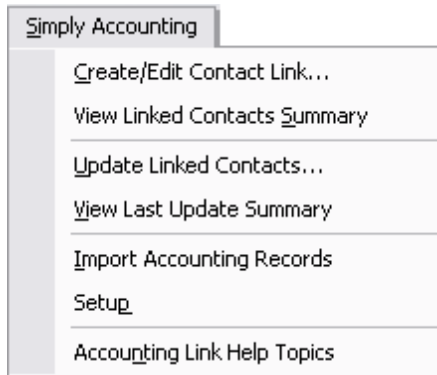 Simply Accounting
Create/Edit Contact Link...
View Linked Contacts Summary
Update Linked Contacts...
View Last Update Summary
Import Accounting Records
Setup
Accounting Link Help Topics